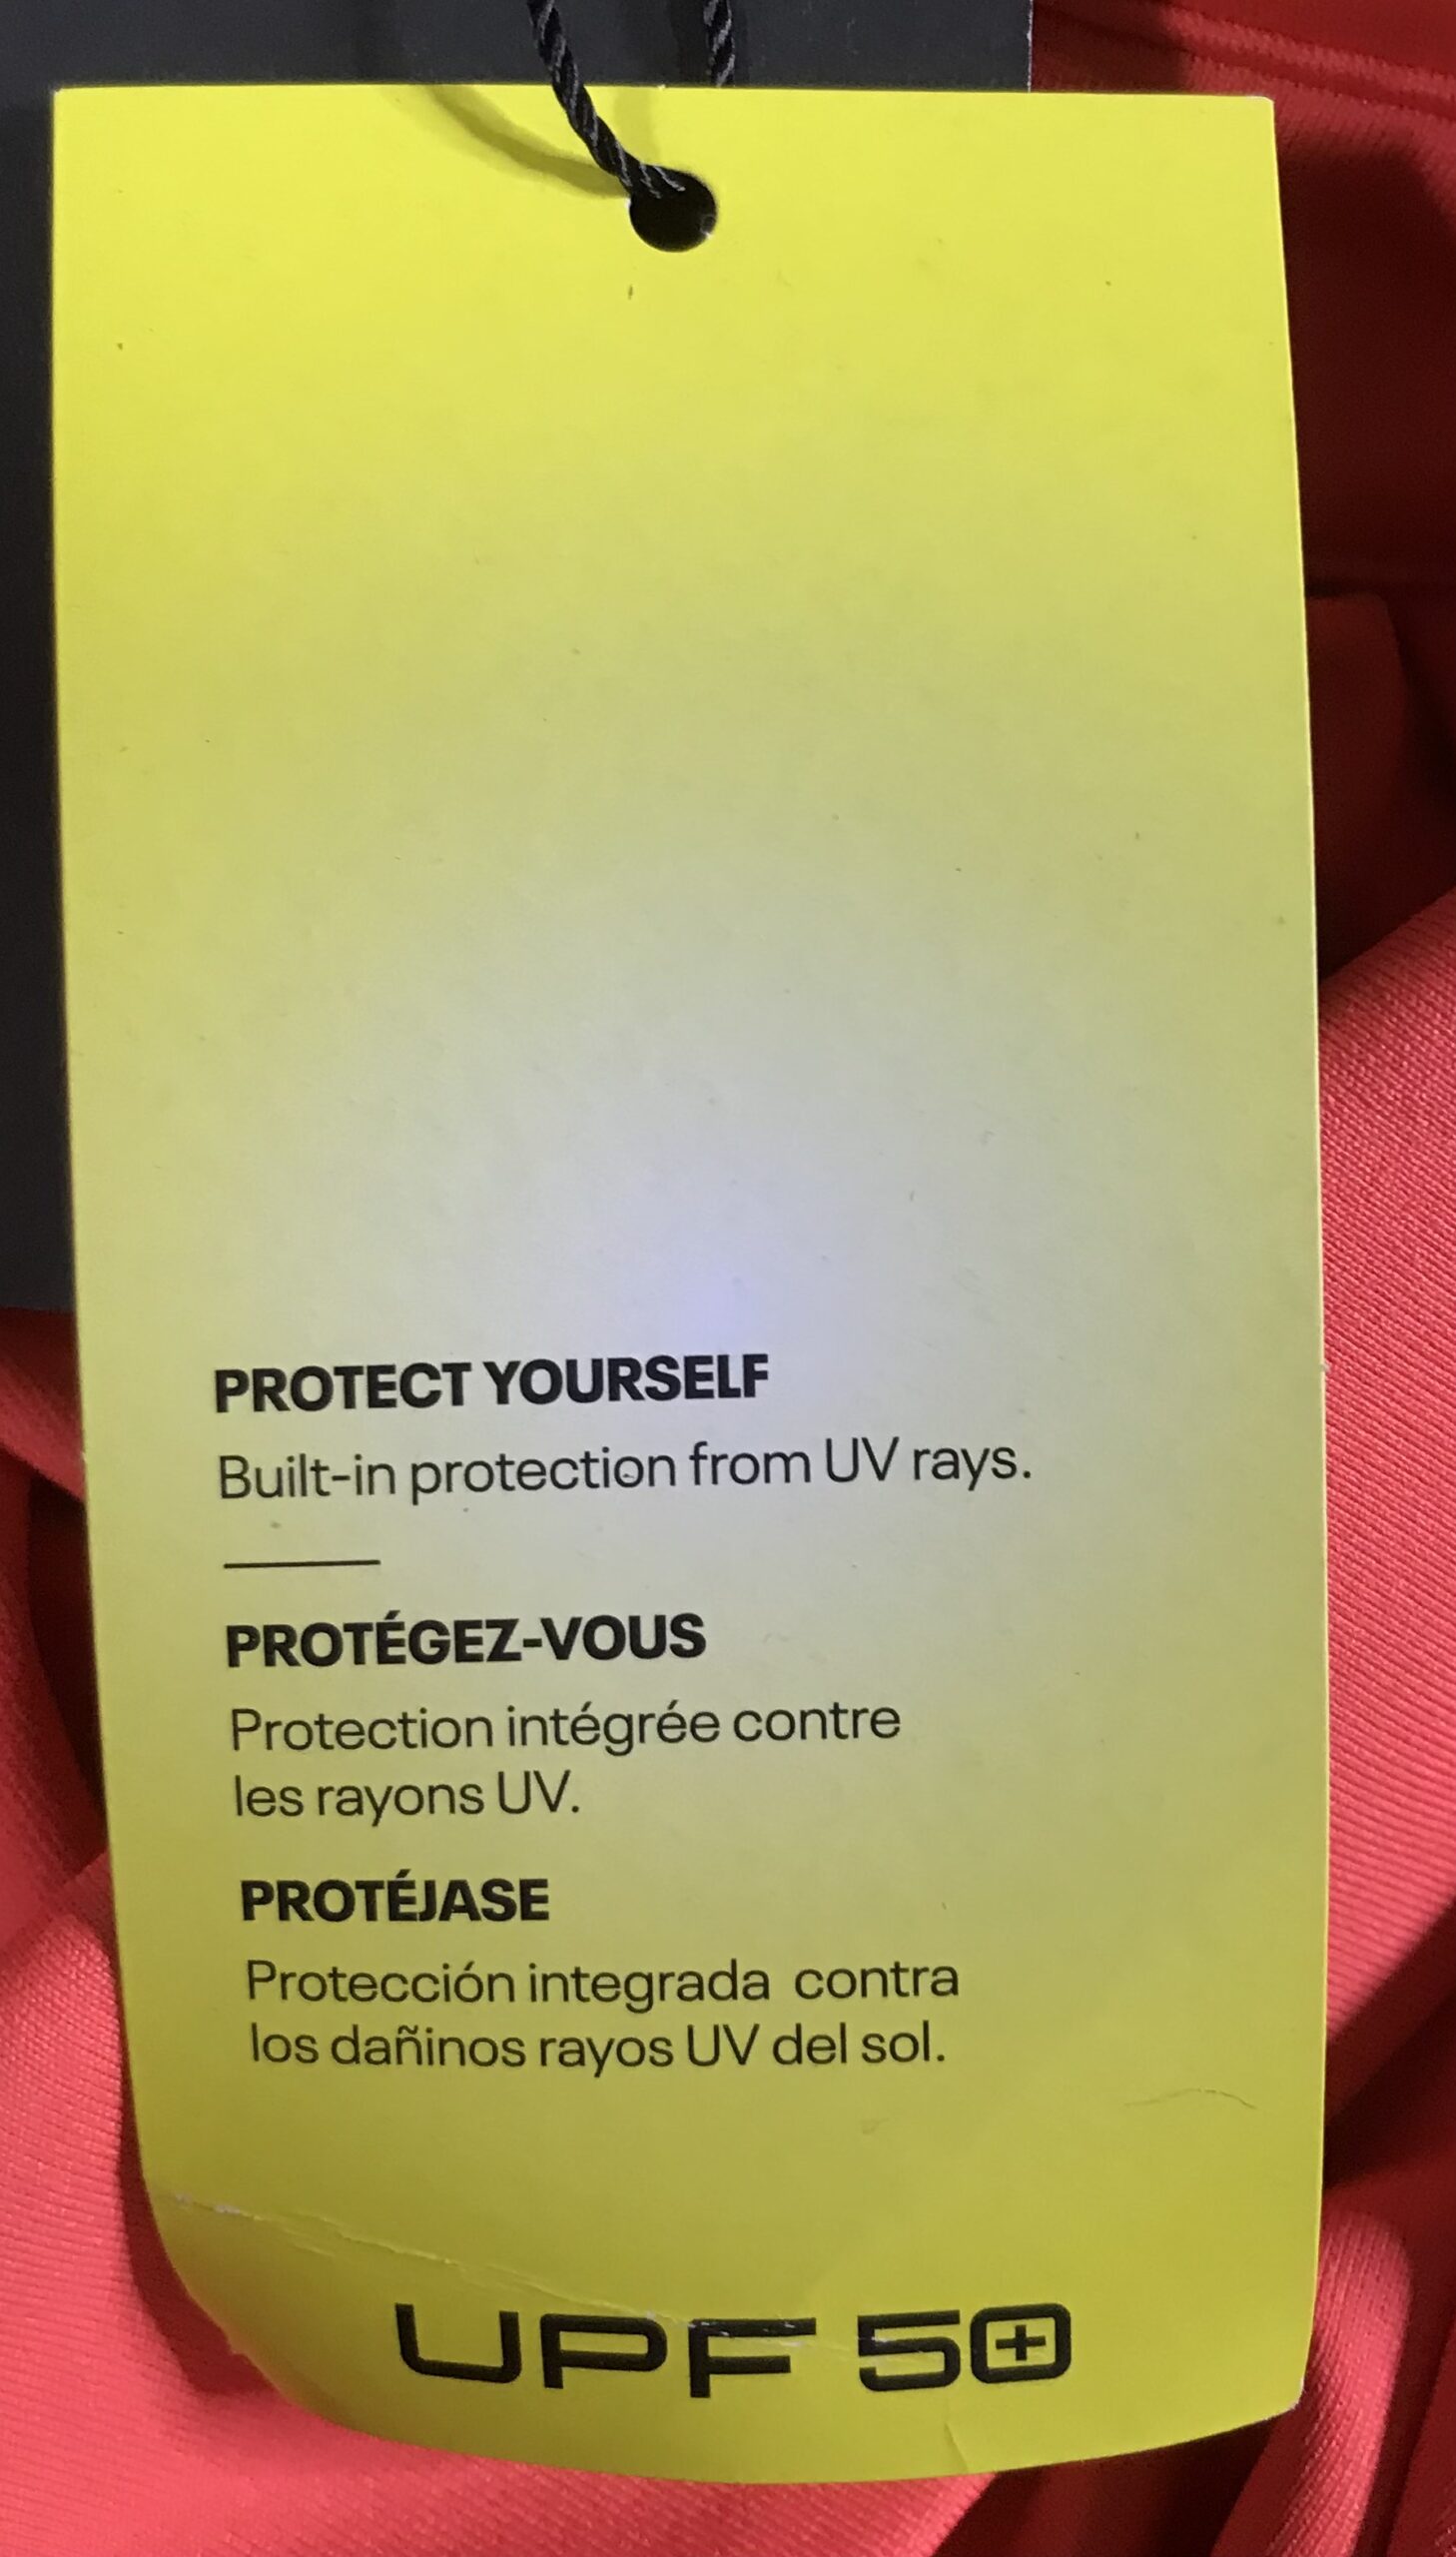 PROTECT YOURSELF
Built-in protection from UV rays.
PROTÉGEZ-VOUS
Protection intégrée contre
les rayons UV.
PROTÉJASE
Protección integrada contra
los dañinos rayos UV del sol.
UPF 50+